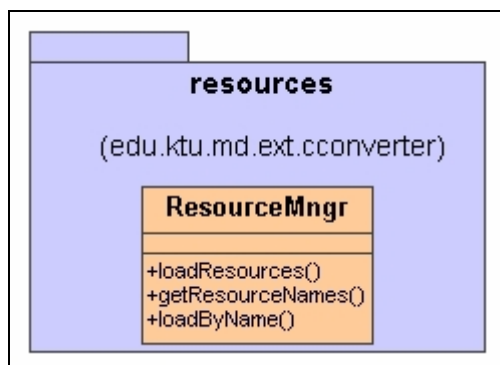 resources
(edu.ktu.md.ext.cconverter)
ResourceMngr
+loadResources()
+getResourceNames()
+loadByName()